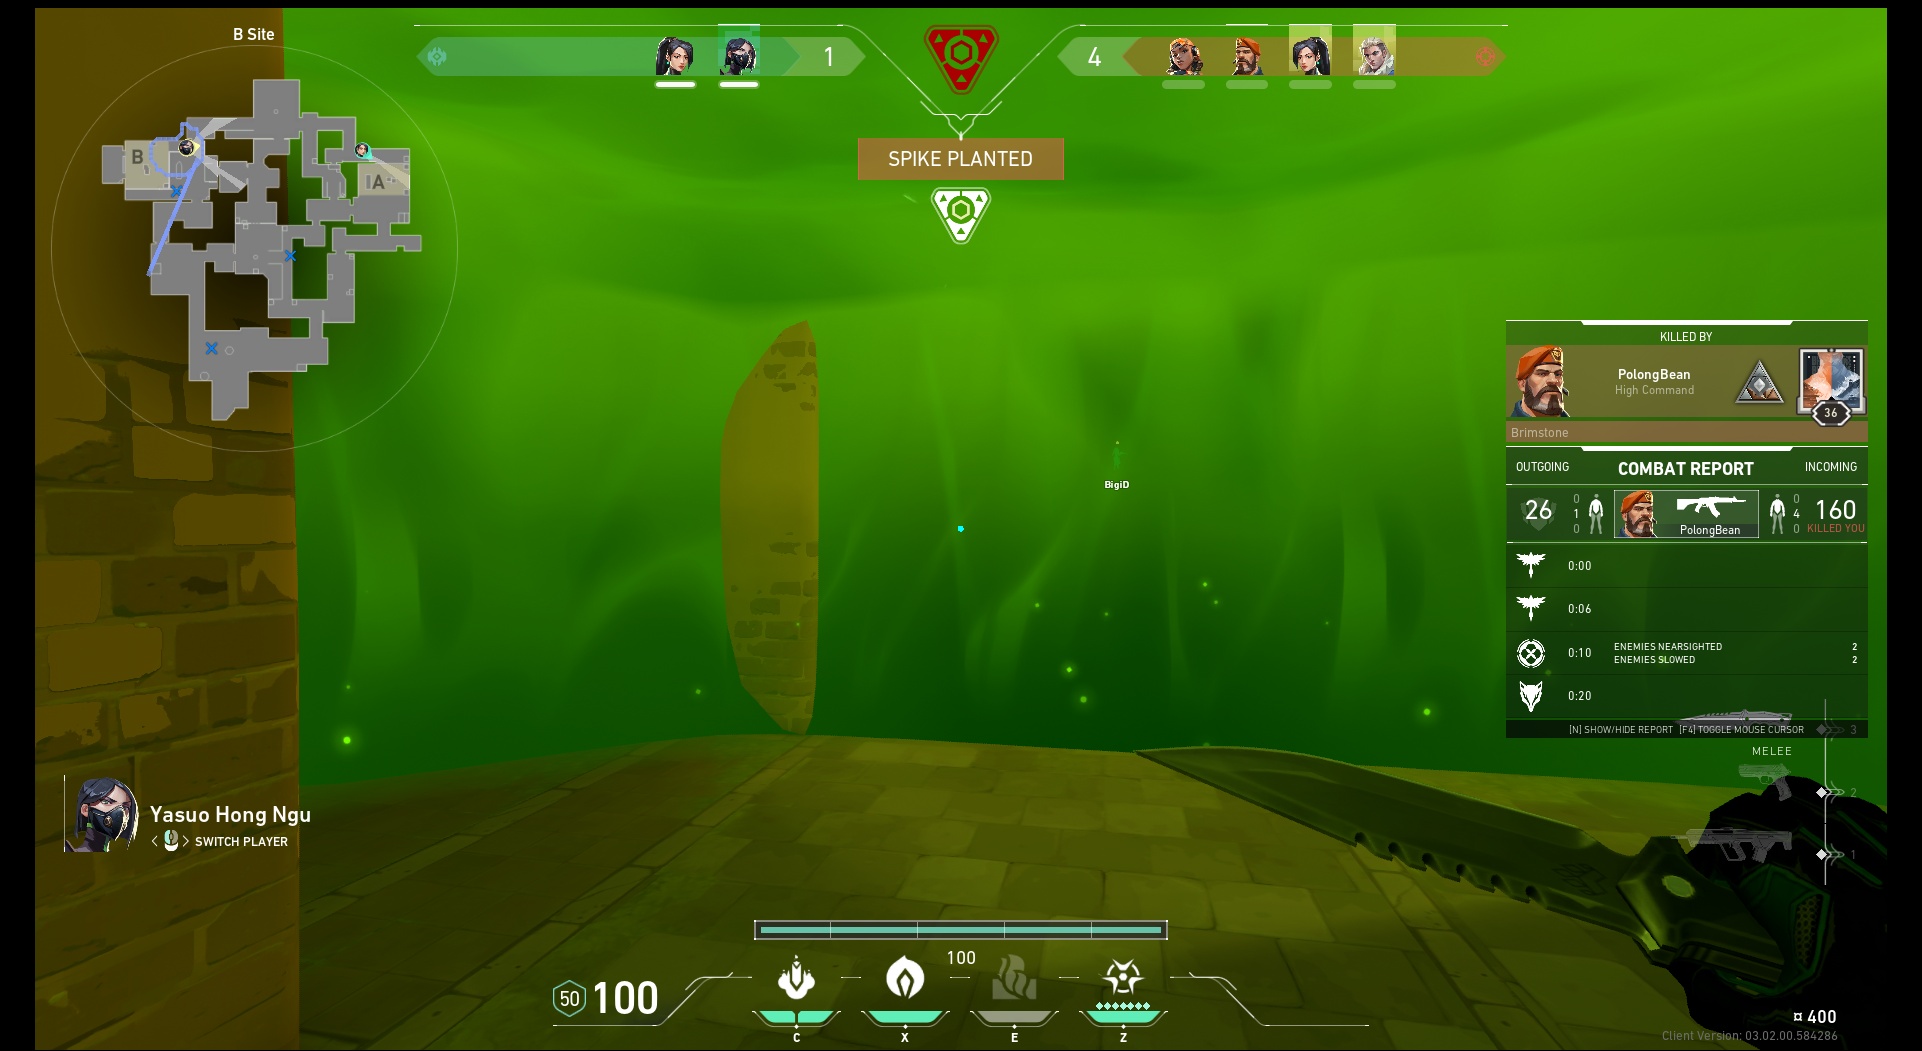 B Site
1
4
SPIKE PLANTED
B
A
KILLED BY
PolongBean
High Command
36
Brimstone
OUTGOING
COMBAT REPORT
INCOMING
26
0
1
0
PolongBean
0
4
0
160
KILLED YOU
0:00
0:06
0:10
ENEMIES NEARSIGHTED 2
ENEMIES SLOWED 2
0:20
[N] SHOW/HIDE REPORT [F4] TOGGLE MOUSE CURSOR
3
MELEE
2
1
BigiD
Yasuo Hong Ngu
< > SWITCH PLAYER
100
50
100
C
X
E
Z
¤ 400
Client Version: 03.02.00.584286